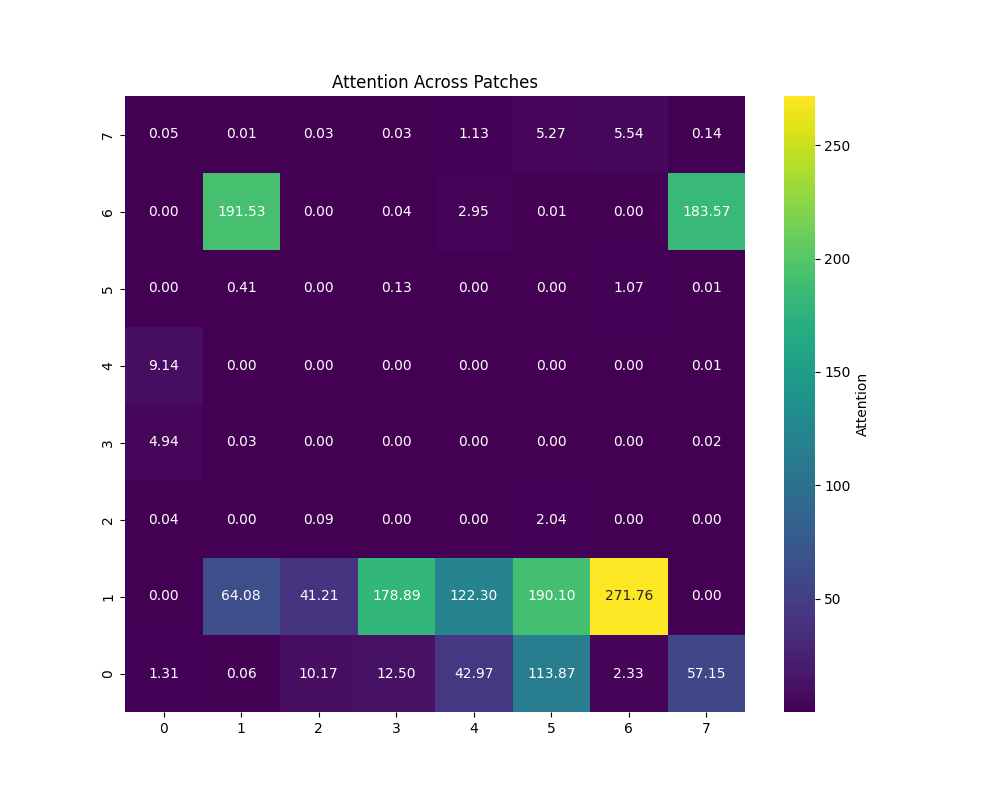 Attention Across Patches
7 0.05 0.01 0.03 0.03 1.13 5.27 5.54 0.14
6 0.00 191.53 0.00 0.04 2.95 0.01 0.00 183.57
5 0.00 0.41 0.00 0.13 0.00 0.00 1.07 0.01
4 9.14 0.00 0.00 0.00 0.00 0.00 0.00 0.01
3 4.94 0.03 0.00 0.00 0.00 0.00 0.00 0.02
2 0.04 0.00 0.09 0.00 0.00 2.04 0.00 0.00
1 0.00 64.08 41.21 178.89 122.30 190.10 271.76 0.00
0 1.31 0.06 10.17 12.50 42.97 113.87 2.33 57.15
0 1 2 3 4 5 6 7
250
200
150
100
50
Attention